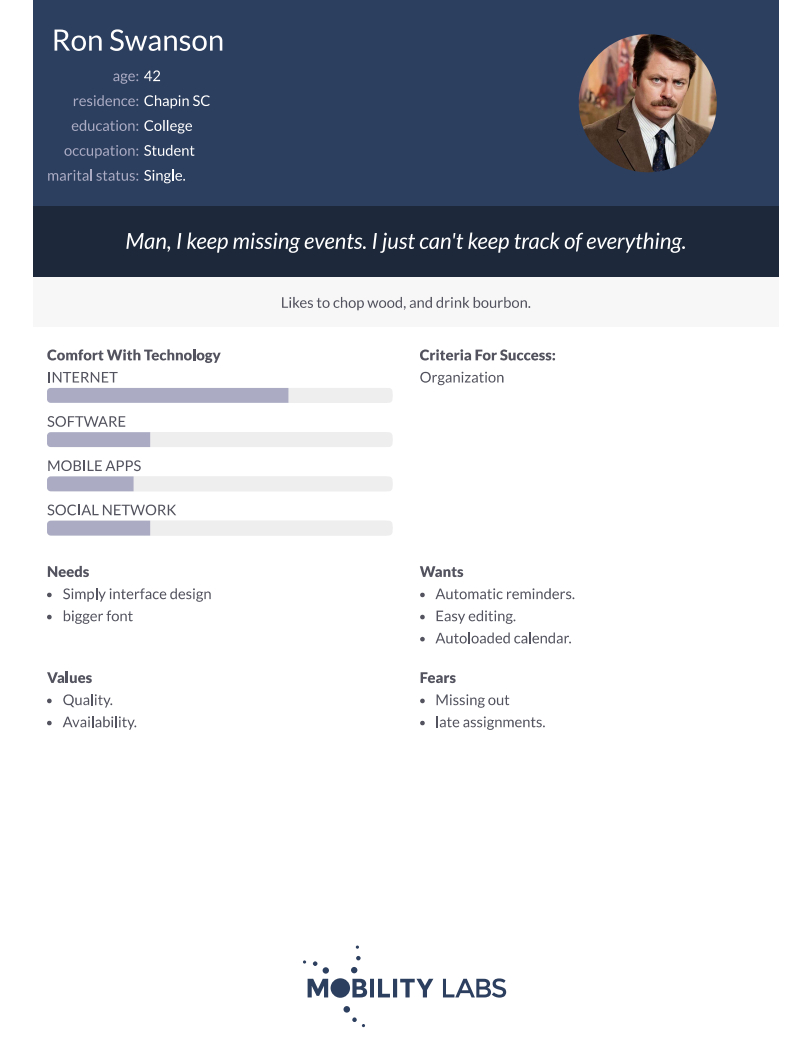 Ron Swanson
age: 42
residence: Chapin SC
education: College
occupation: Student
marital status: Single.
Man, I keep missing events. I just can't keep track of everything.
Likes to chop wood, and drink bourbon.
Comfort With Technology
INTERNET
SOFTWARE
MOBILE APPS
SOCIAL NETWORK
Criteria For Success:
Organization
Needs
• Simply interface design
• bigger font
Wants
• Automatic reminders.
• Easy editing.
• Autoloaded calendar.
Values
• Quality.
• Availability.
Fears
• Missing out
• late assignments.
MOBILITY LABS